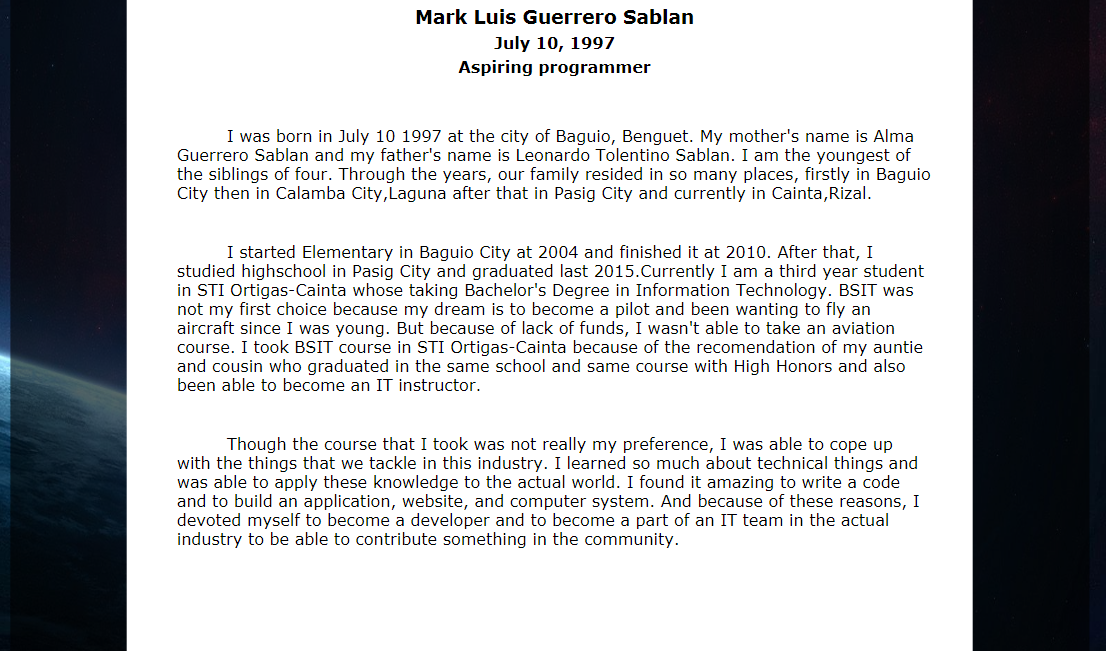 Mark Luis Guerrero Sablan
July 10, 1997
Aspiring programmer
I was born in July 10 1997 at the city of Baguio, Benguet. My mother's name is Alma
Guerrero Sablan and my father's name is Leonardo Tolentino Sablan. I am the youngest of
the siblings of four. Through the years, our family resided in so many places, firstly in Baguio
City then in Calamba City,Laguna after that in Pasig City and currently in Cainta,Rizal.
I started Elementary in Baguio City at 2004 and finished it at 2010. After that, I
studied highschool in Pasig City and graduated last 2015.Currently I am a third year student
in STI Ortigas-Cainta whose taking Bachelor's Degree in Information Technology. BSIT was
not my first choice because my dream is to become a pilot and been wanting to fly an
aircraft since I was young. But because of lack of funds, I wasn't able to take an aviation
course. I took BSIT course in STI Ortigas-Cainta because of the recomendation of my auntie
and cousin who graduated in the same school and same course with High Honors and also
been able to become an IT instructor.
Though the course that I took was not really my preference, I was able to cope up
with the things that we tackle in this industry. I learned so much about technical things and
was able to apply these knowledge to the actual world. I found it amazing to write a code
and to build an application, website, and computer system. And because of these reasons, I
devoted myself to become a developer and to become a part of an IT team in the actual
industry to be able to contribute something in the community.